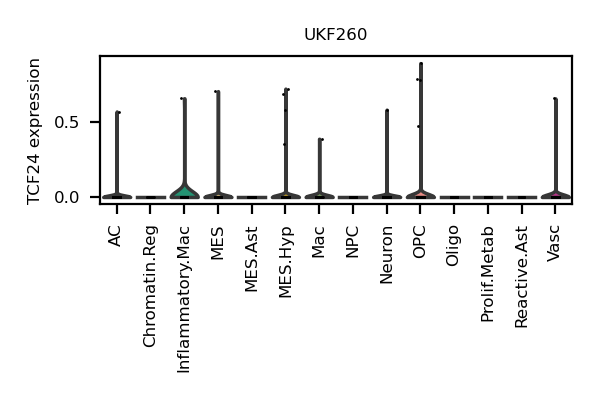 UKF260
TCF24 expression
0.5
0.0
AC
Chromatin.Reg
Inflammatory.Mac
MES
MES.Ast
MES.Hyp
Mac
NPC
Neuron
OPC
Oligo
Prolif.Metab
Reactive.Ast
Vasc